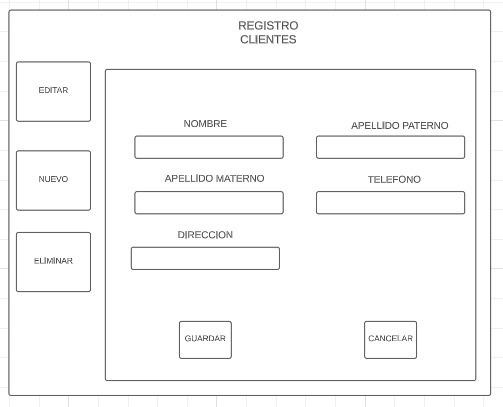 REGISTRO
CLIENTES
EDITAR
NUEVO
ELIMINAR
NOMBRE
APELLIDO PATERNO
APELLIDO MATERNO
TELEFONO
DIRECCION
GUARDAR
CANCELAR